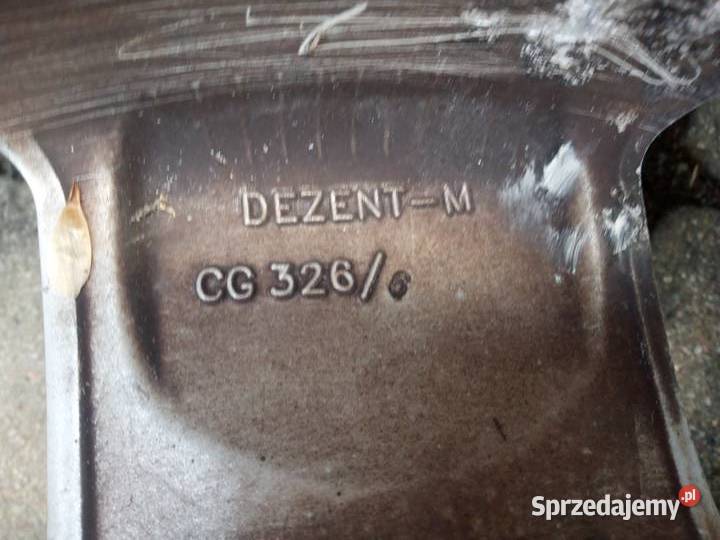 DEZENT-M
CG 326/6
Sprzedajemy.pl